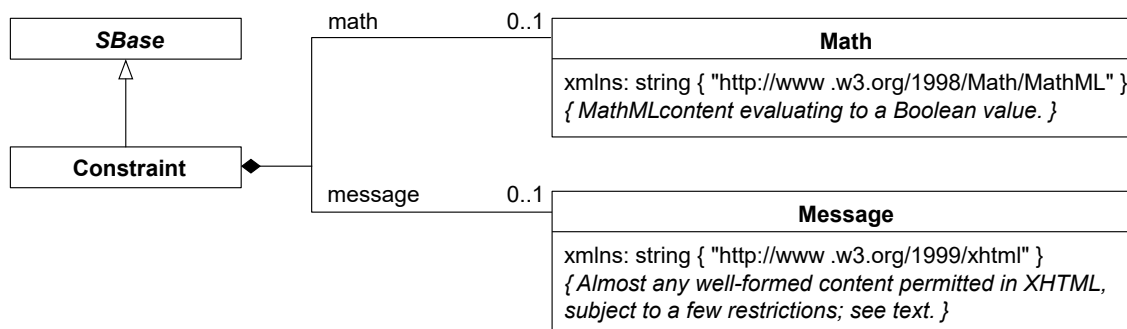 SBase
Constraint
math 0..1
Math
xmlns: string { "http://www .w3.org/1998/Math/MathML" }
{ MathMLcontent evaluating to a Boolean value. }
message 0..1
Message
xmlns: string { "http://www .w3.org/1999/xhtml" }
{ Almost any well-formed content permitted in XHTML,
subject to a few restrictions; see text. }